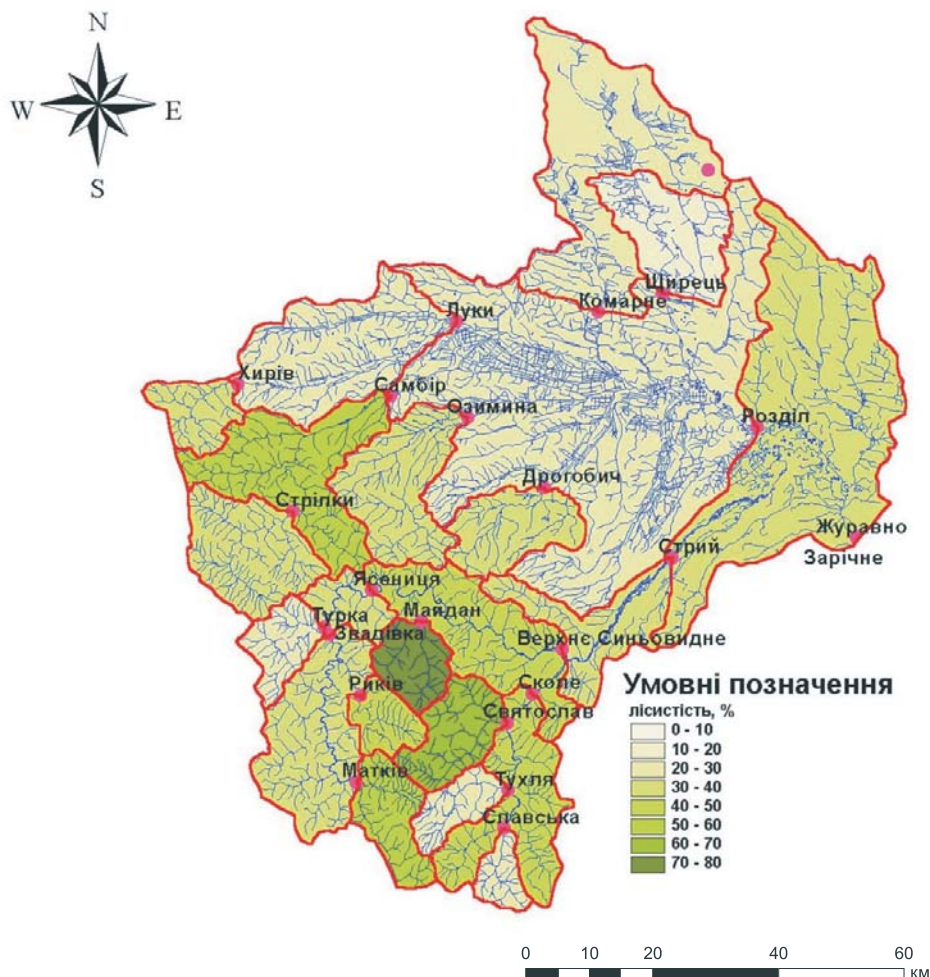 N
W E
S
Щирець
Комарне
Луки
Хирів
Самбір
Озимина
Розділ
Дрогобич
Стрілки
Журавно
Стрий
Зарічне
Ясениця
Майдан
Турка
Звадівка
Верхнє Синьовидне
Риків
Сколе
Святослав
Матків
Тухля
Славська
Умовні позначення
лісистість, %
0 - 10
10 - 20
20 - 30
30 - 40
40 - 50
50 - 60
60 - 70
70 - 80
0 10 20 40 60
км